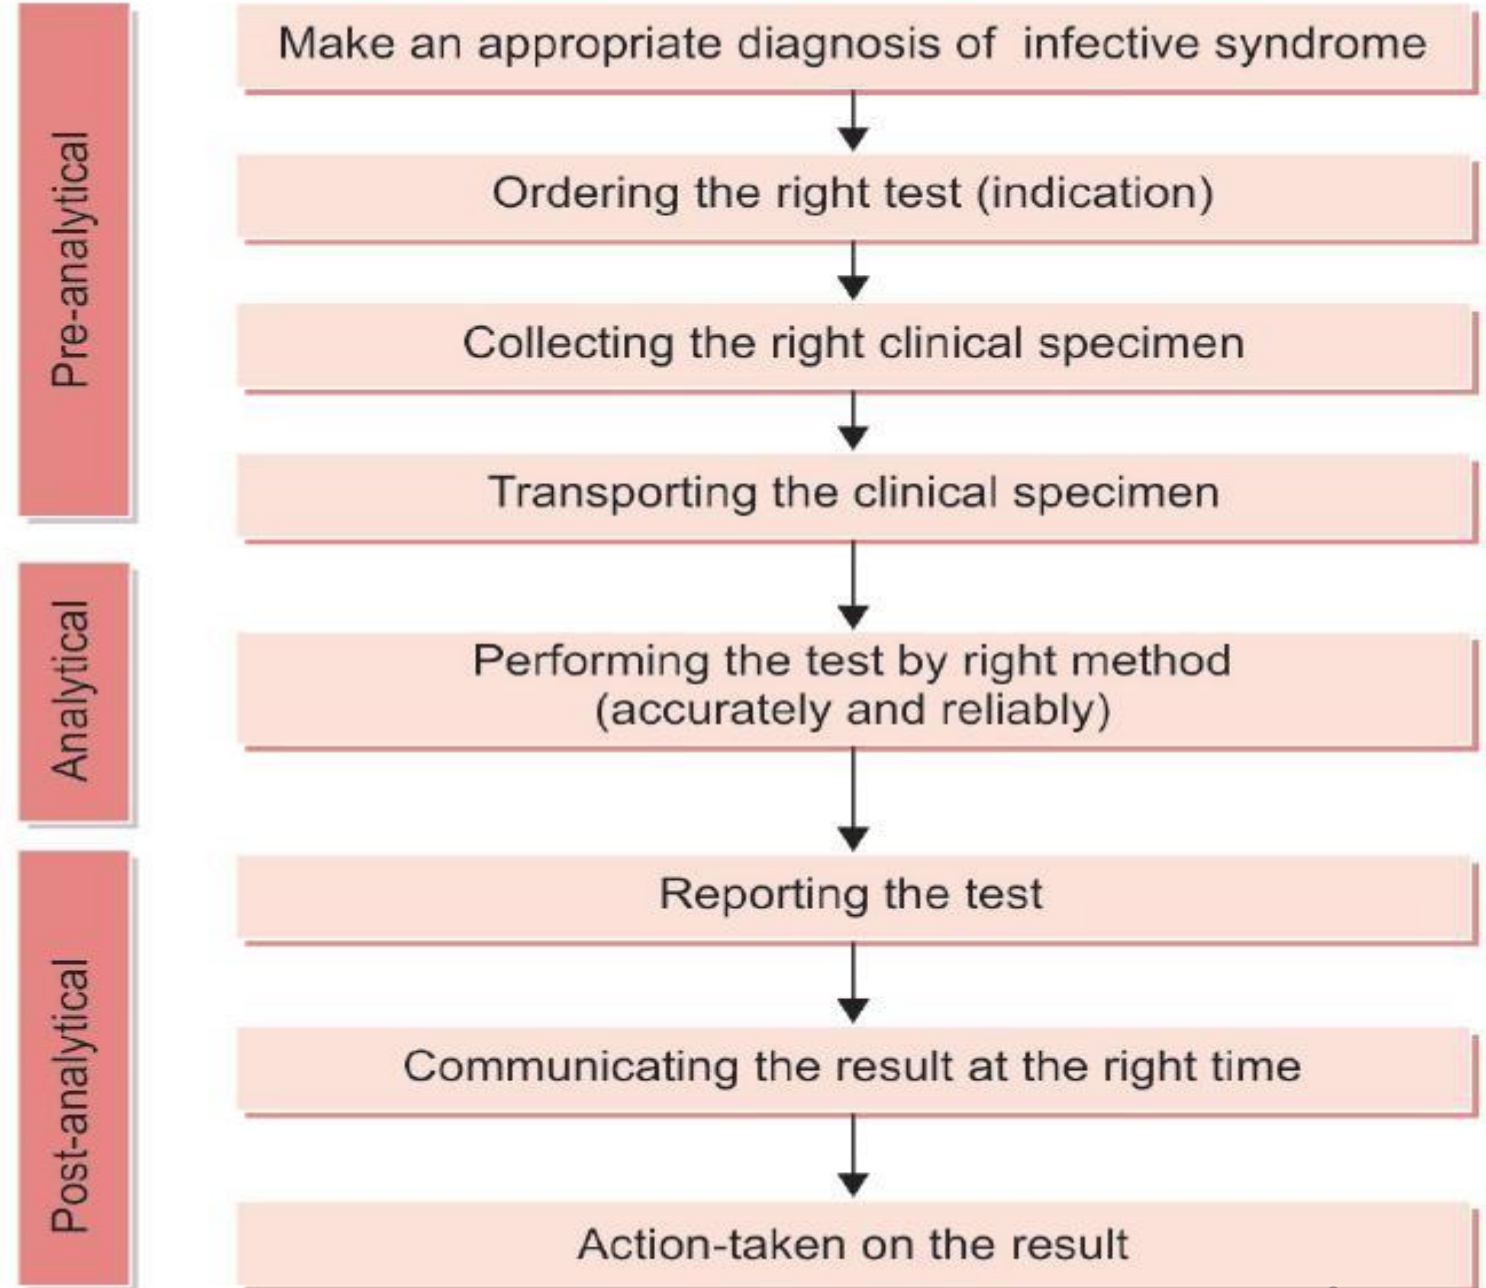 Pre-analytical
Make an appropriate diagnosis of infective syndrome
Ordering the right test (indication)
Collecting the right clinical specimen
Transporting the clinical specimen
Analytical
Performing the test by right method
(accurately and reliably)
Post-analytical
Reporting the test
Communicating the result at the right time
Action-taken on the result